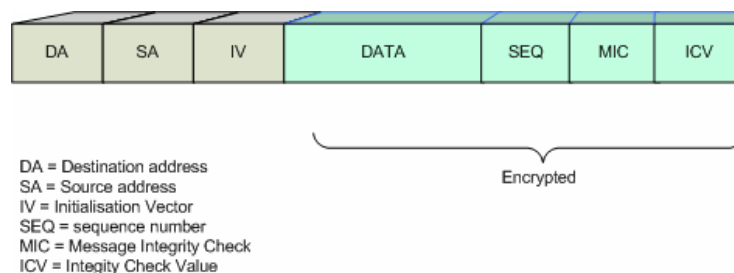 DA SA IV DATA SEQ MIC ICV
Encrypted
DA = Destination address
SA = Source address
IV = Initialisation Vector
SEQ = sequence number
MIC = Message Integrity Check
ICV = Integity Check Value